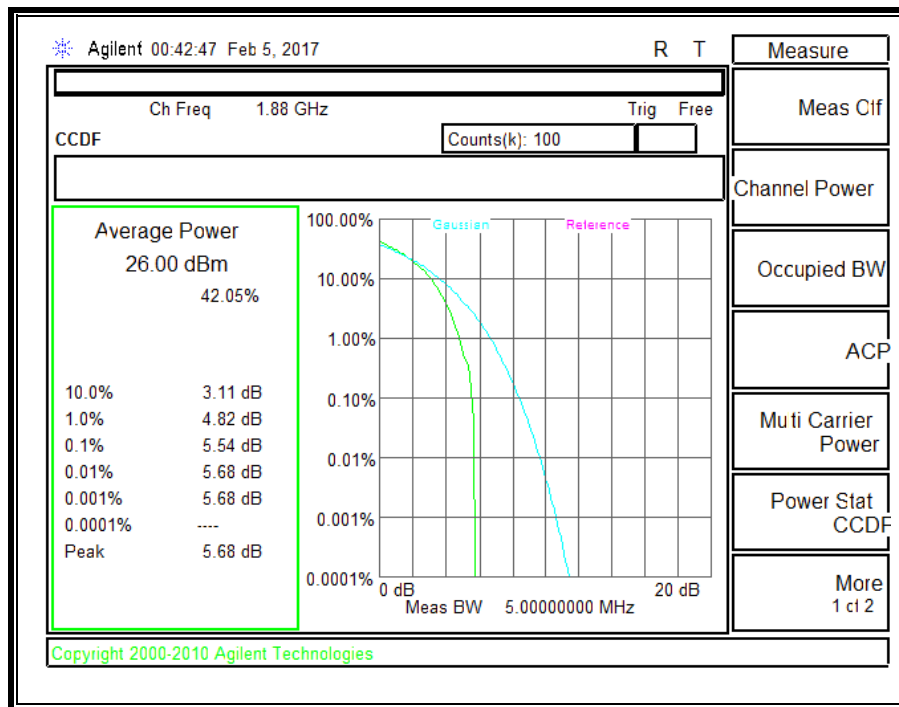 Agilent 00:42:47 Feb 5, 2017 R T
Ch Freq 1.88 GHz Trig Free
CCDF Counts(k): 100
Average Power
26.00 dBm
42.05%
10.0% 3.11 dB
1.0% 4.82 dB
0.1% 5.54 dB
0.01% 5.68 dB
0.001% 5.68 dB
0.0001% ----
Peak 5.68 dB
Gaussian Reference
100.00%
10.00%
1.00%
0.10%
0.01%
0.001%
0.0001%
0 dB 20 dB
Meas BW 5.00000000 MHz
Copyright 2000-2010 Agilent Technologies
Measure
Meas Off
Channel Power
Occupied BW
ACP
Multi Carrier
Power
Power Stat
CCDF
More
1 of 2